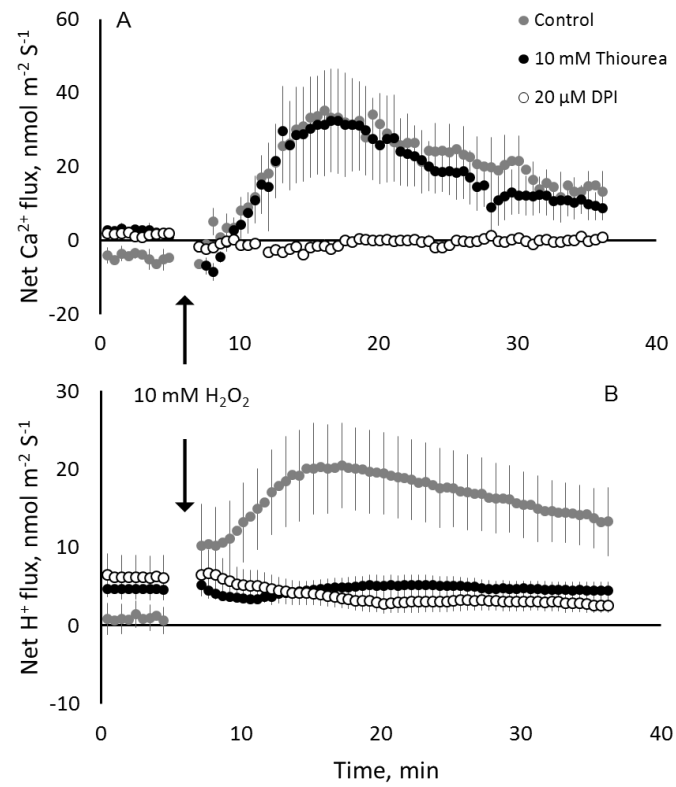 60
40
20
0
-20
A
Control
10 mM Thiourea
20 µM DPI
Net Ca²⁺ flux, nmol m⁻² S⁻¹
0
10
20
30
40
10 mM H₂O₂
B
30
20
10
0
-10
Net H⁺ flux, nmol m⁻² S⁻¹
0
10
20
30
40
Time, min